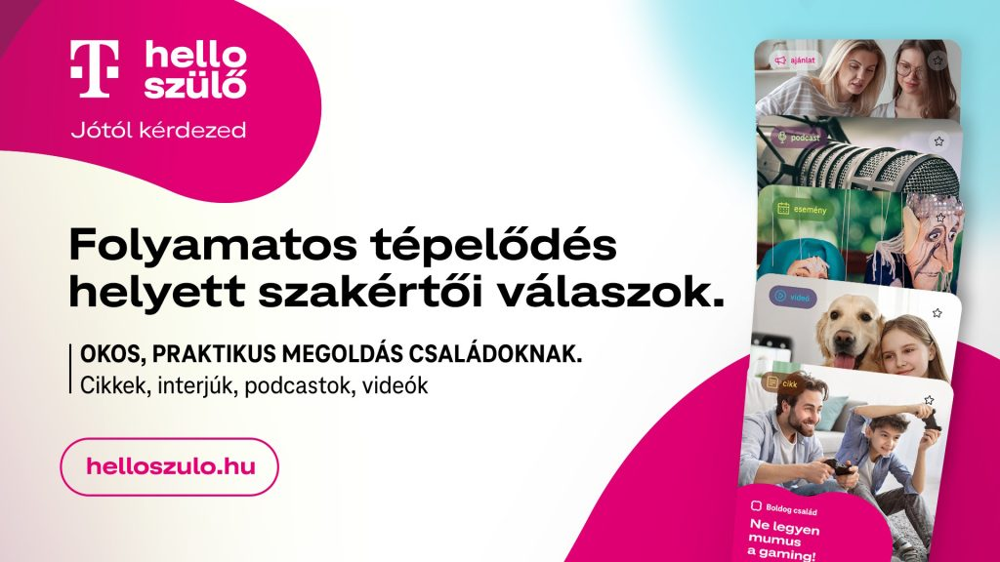 T
hello
szülő
Jótól kérdezed
Folyamatos tépelődés
helyett szakértői válaszok.
OKOS, PRAKTIKUS MEGOLDÁS CSALÁDOKNAK.
Cikkek, interjúk, podcastok, videók
helloszulo.hu
ajánlat
podcast
esemény
videó
cikk
Boldog család
Ne legyen
mumus
a gaming!